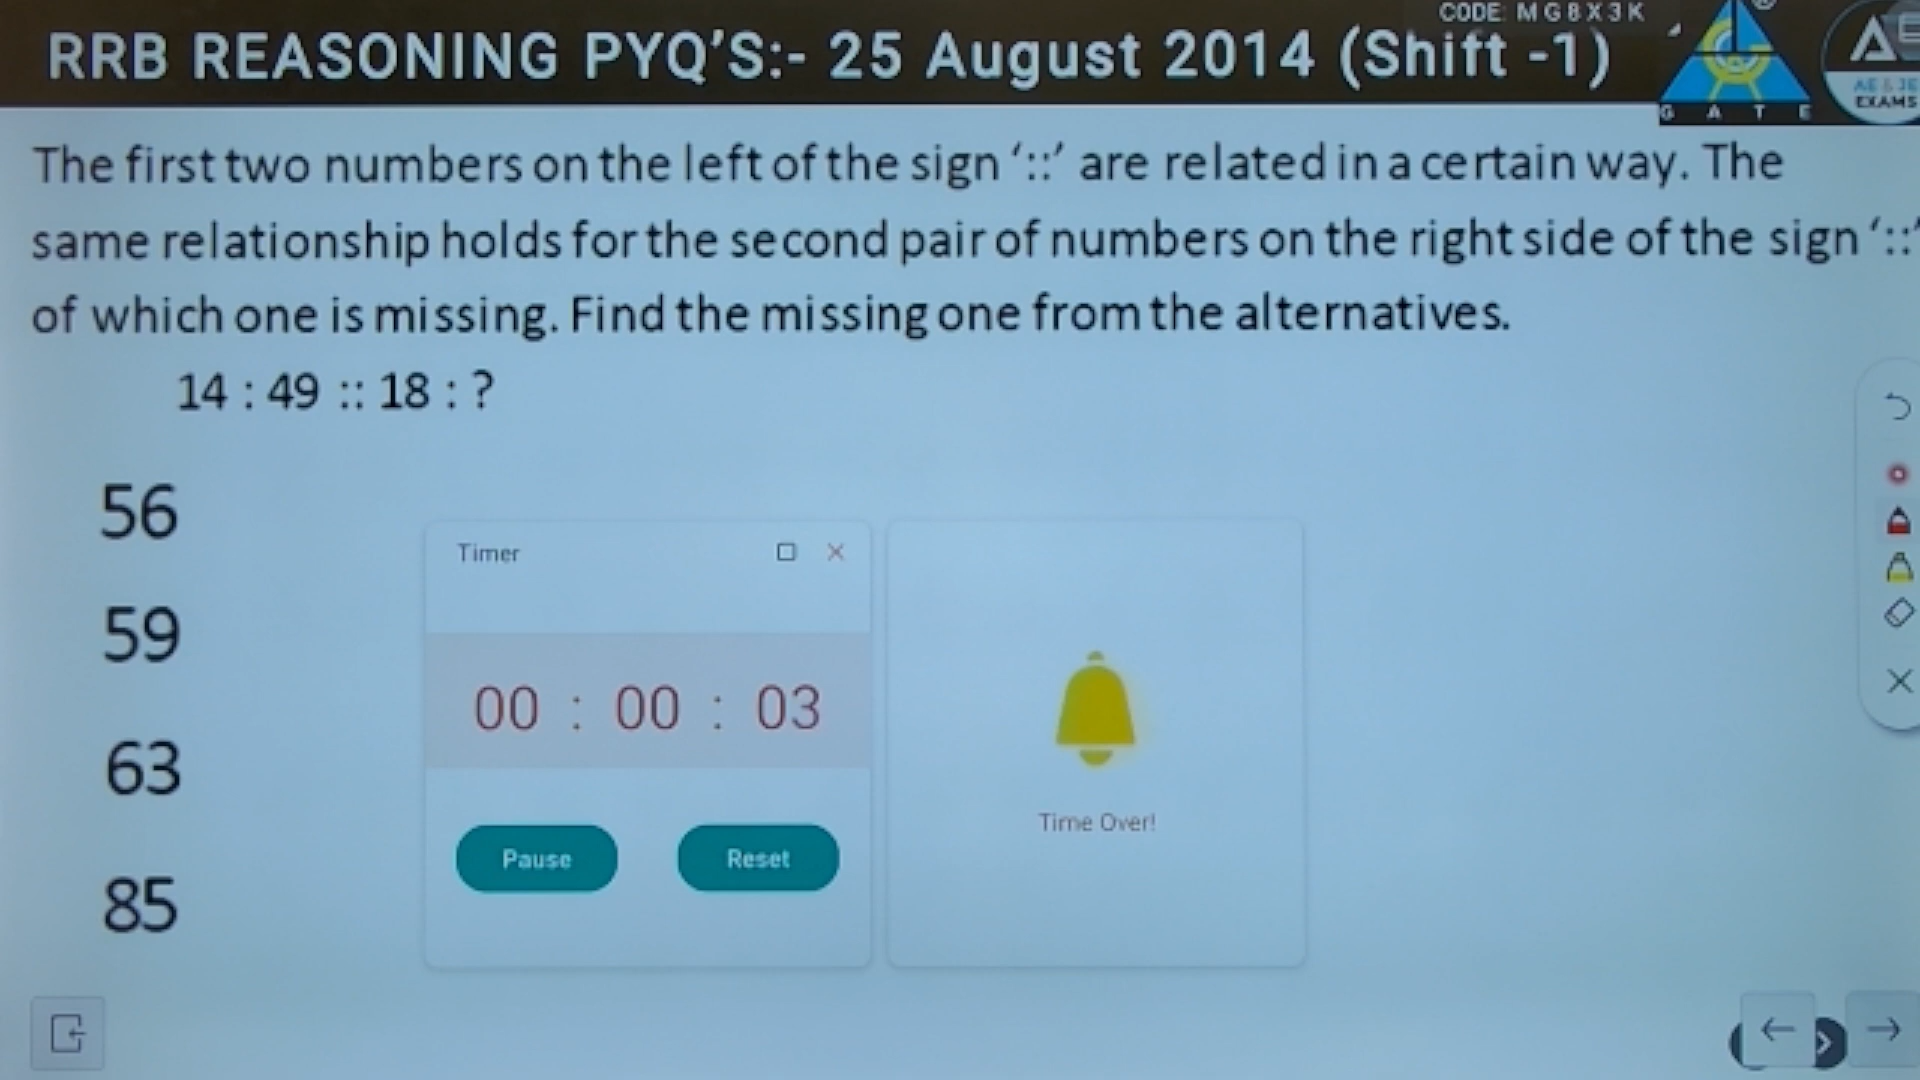 CODE: MG8X3K
RRB REASONING PYQ'S:- 25 August 2014 (Shift -1)
GATE
AE & JE
EXAMS
The first two numbers on the left of the sign '::' are related in a certain way. The
same relationship holds for the second pair of numbers on the right side of the sign '::'
of which one is missing. Find the missing one from the alternatives.
14 : 49 :: 18 : ?
56
59
63
85
Timer
00 : 00 : 03
Pause
Reset
Time Over!